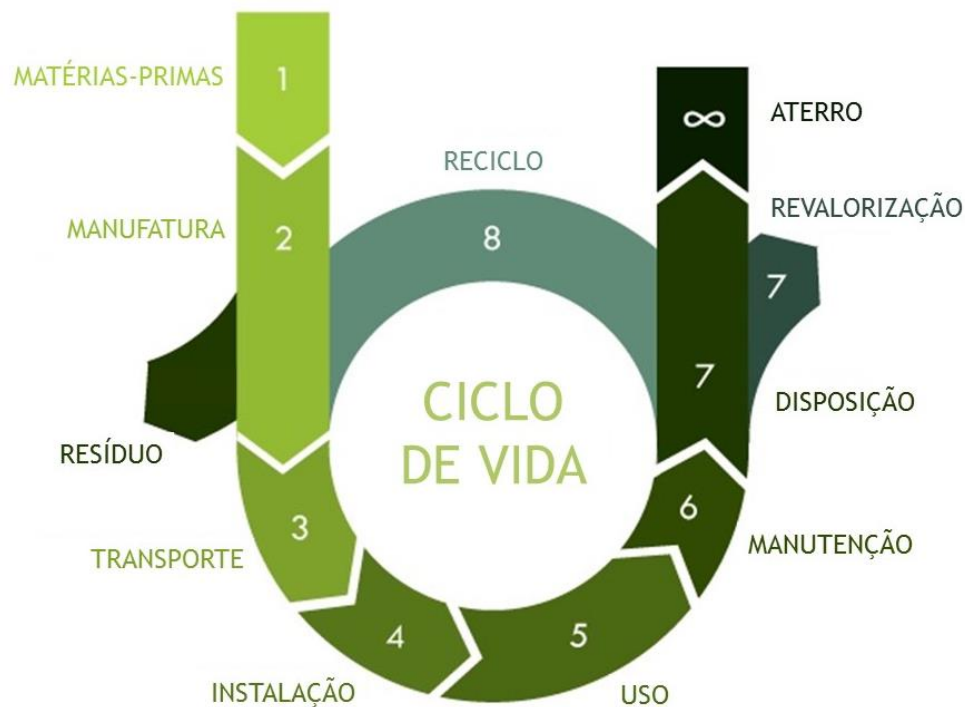 MATÉRIAS-PRIMAS
1
MANUFATURA
2
RESÍDUO
TRANSPORTE
3
INSTALAÇÃO
4
5
USO
6
MANUTENÇÃO
7
DISPOSIÇÃO
7
REVALORIZAÇÃO
∞
ATERRO
RECICLO
8
CICLO
DE VIDA